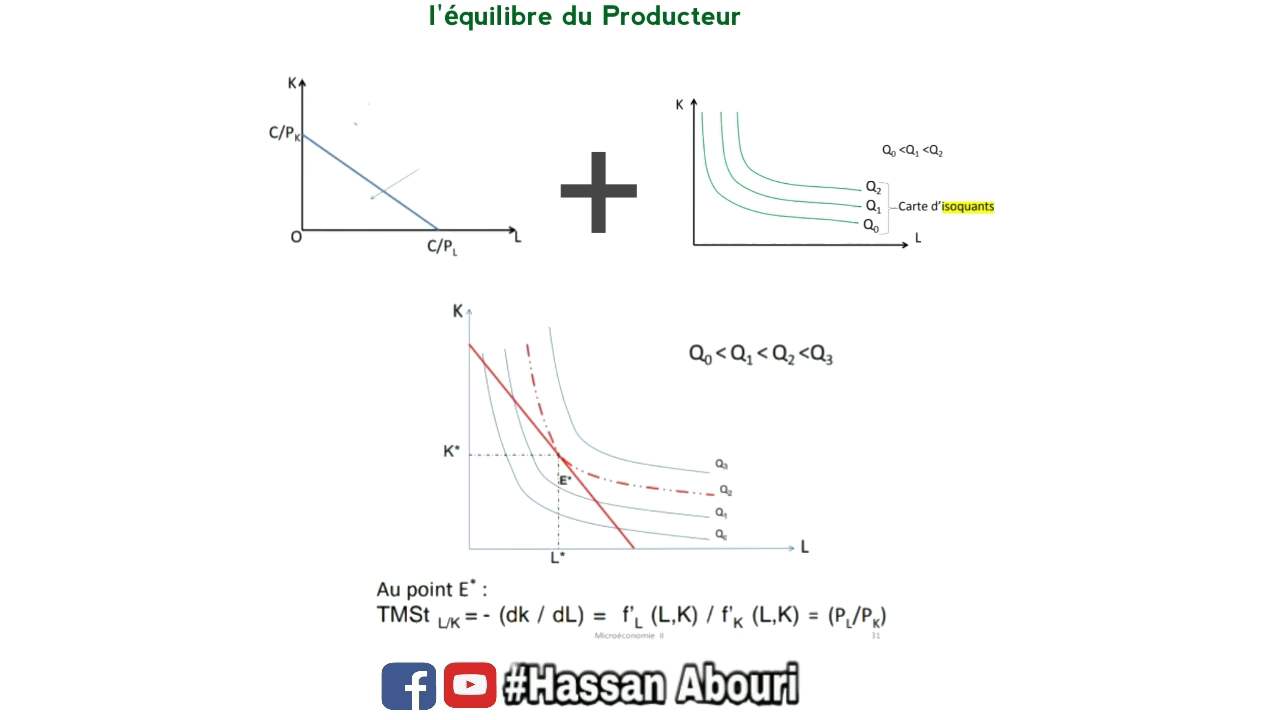 l'équilibre du Producteur
K
C/PK
O
C/PL
L
K
Q0 <Q1 <Q2
Q2
Q1
Q0
Carte d'isoquants
L
K
Q0 < Q1 < Q2 <Q3
K*
E*
Q3
Q2
Q1
L*
L
Au point E* :
TMSt L/K = - (dk / dL) = f'L (L,K) / f'K (L,K) = (PL/PK)
Microéconomie II
31
#Hassan Abouri